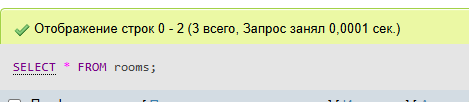 Отображение строк 0 - 2 (3 всего, Запрос занял 0,0001 сек.)
SELECT * FROM rooms;